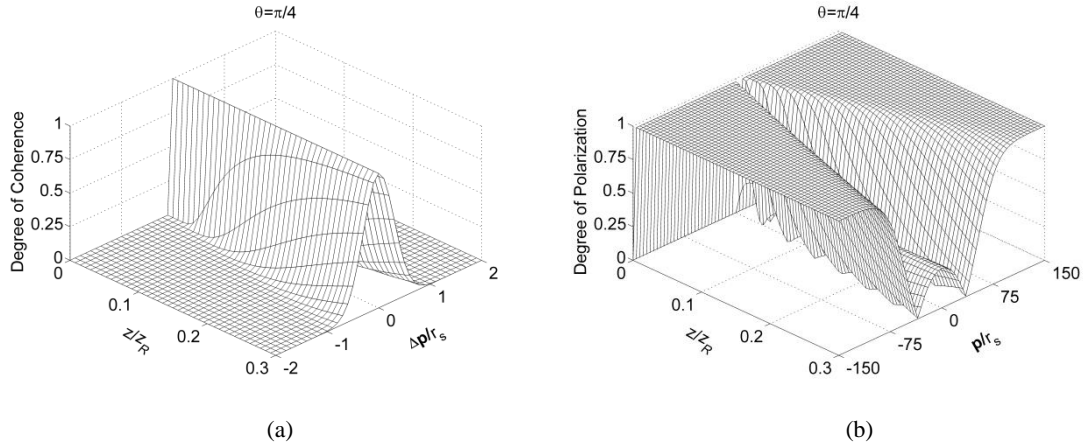 θ=π/4
Degree of Coherence
1
0.75
0.5
0.25
0
0
0.1
0.2
0.3
z/z_R
-2
-1
0
1
2
Δp/r_s
(a)
θ=π/4
Degree of Polarization
1
0.75
0.5
0.25
0
0
0.1
0.2
0.3
z/z_R
-150
-75
0
75
150
p/r_s
(b)